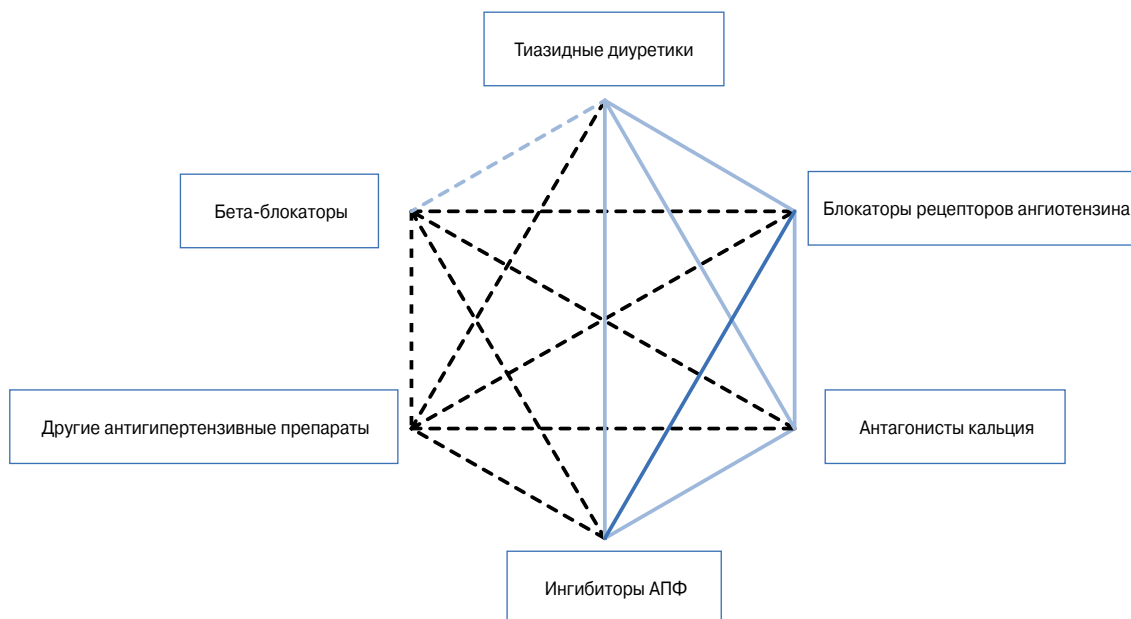 Тиазидные диуретики
Бета-блокаторы
Блокаторы рецепторов ангиотензина
Другие антигипертензивные препараты
Антагонисты кальция
Ингибиторы АПФ